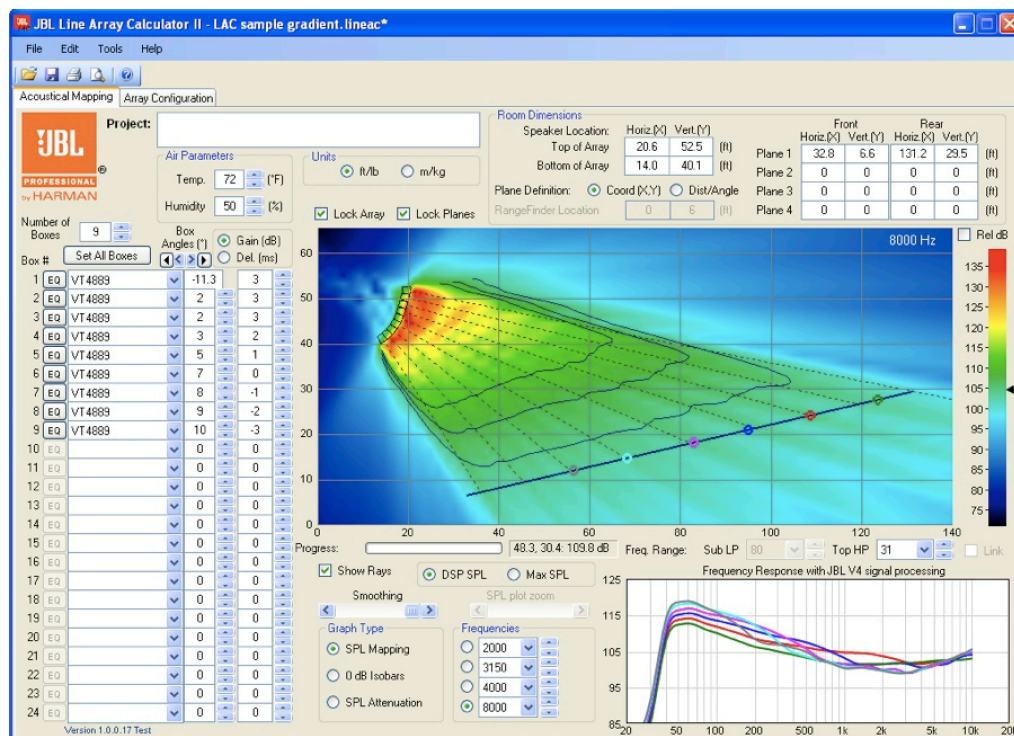 JBL Line Array Calculator II - LAC sample gradient.lineac*
File Edit Tools Help
Acoustical Mapping Array Configuration
JBL
PROFESSIONAL
by HARMAN
®
Project:
Air Parameters
Temp. 72 (°F)
Humidity 50 (%)
Units
ft/lb m/kg
Lock Array Lock Planes
Room Dimensions
Speaker Location: Horiz.(X) Vert.(Y)
Top of Array 20.6 52.5 (ft)
Bottom of Array 14.0 40.1 (ft)
Plane Definition: Coord (X,Y) Dist/Angle
RangeFinder Location 0 6 (ft)
Front Rear
Horiz.(X) Vert.(Y) Horiz.(X) Vert.(Y)
Plane 1 32.8 6.6 131.2 29.5 (ft)
Plane 2 0 0 0 0 (ft)
Plane 3 0 0 0 0 (ft)
Plane 4 0 0 0 0 (ft)
Number of Boxes 9
Set All Boxes
Box Angles (°)
Gain (dB)
Del. (ms)
Box #
1 EQ VT4889 -11.3 3
2 EQ VT4889 2 3
3 EQ VT4889 2 3
4 EQ VT4889 3 2
5 EQ VT4889 5 1
6 EQ VT4889 7 0
7 EQ VT4889 8 -1
8 EQ VT4889 9 -2
9 EQ VT4889 10 -3
10 EQ 0 0
11 EQ 0 0
12 EQ 0 0
13 EQ 0 0
14 EQ 0 0
15 EQ 0 0
16 EQ 0 0
17 EQ 0 0
18 EQ 0 0
19 EQ 0 0
20 EQ 0 0
21 EQ 0 0
22 EQ 0 0
23 EQ 0 0
24 EQ 0 0
Version 1.0.0.17 Test
8000 Hz
60
50
40
30
20
10
0
0 20 40 60 80 100 120 140
Rel dB
135
130
125
120
115
110
105
100
95
90
85
80
75
Progress: 48.3, 30.4: 109.8 dB Freq. Range: Sub LP 80 Top HP 31 Link
Show Rays DSP SPL Max SPL
Smoothing SPL plot zoom
Graph Type
SPL Mapping
0 dB Isobars
SPL Attenuation
Frequencies
2000
3150
4000
8000
Frequency Response with JBL V4 signal processing
125
115
105
95
85
20 50 100 200 500 1k 2k 5k 10k 20k